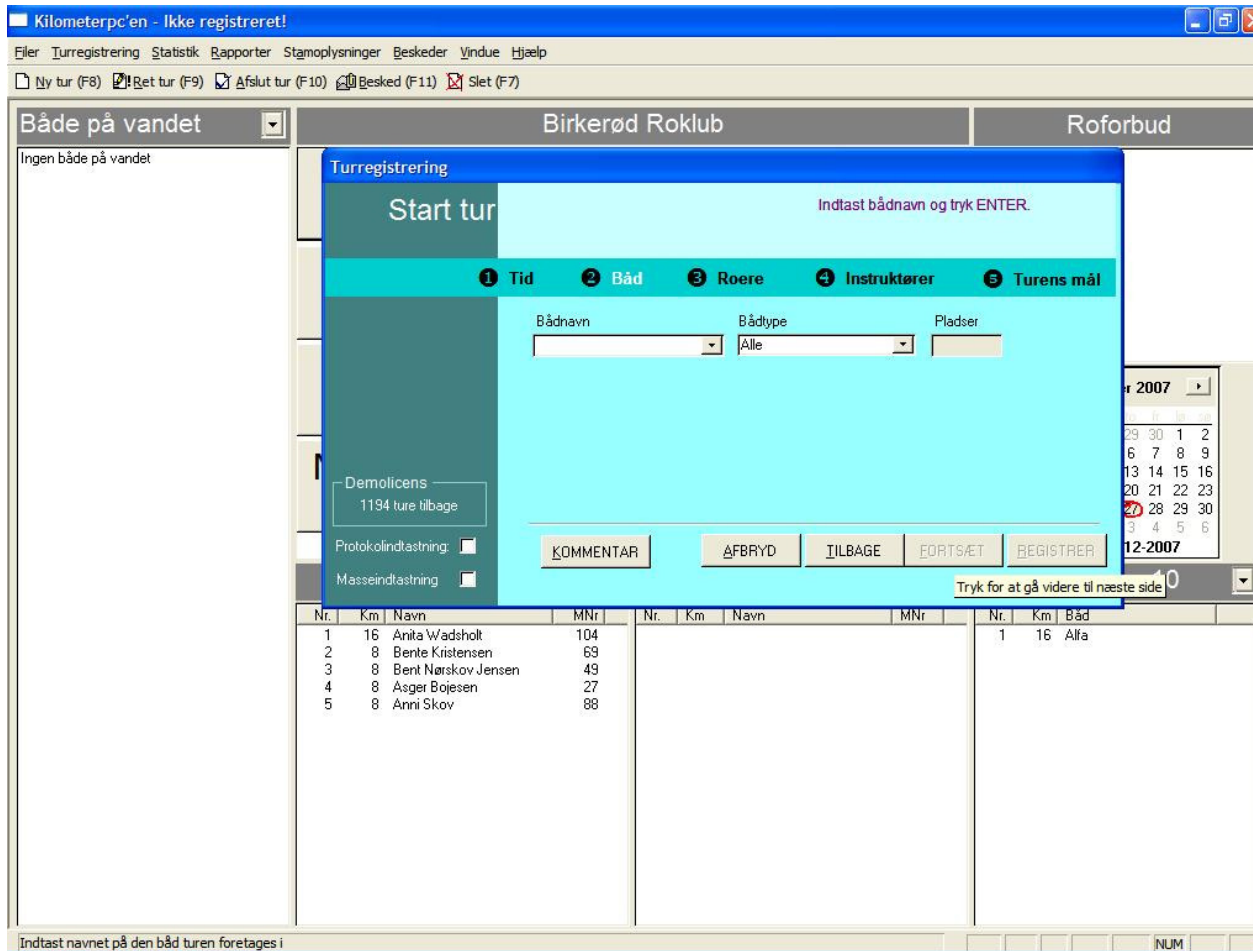 Kilometerpc'en - Ikke registreret!
Filer Turregistrering Statistik Rapporter Stamoplysninger Beskeder Vindue Hjælp
Ny tur (F8) Ret tur (F9) Afslut tur (F10) Besked (F11) Slet (F7)
Både på vandet
Birkerød Roklub
Roforbud
Ingen både på vandet
Turregistrering
Start tur
Indtast bådnavn og tryk ENTER.
1 Tid 2 Båd 3 Roere 4 Instruktører 5 Turens mål
Bådnavn Bådtype Pladser
Alle
Demolicens
1194 ture tilbage
Protokolindtastning:
Masseindtastning
KOMMENTAR AFBRYD TILBAGE FORTSÆT REGISTRER
Tryk for at gå videre til næste side
r 2007
fr lø sø
29 30 1 2
6 7 8 9
13 14 15 16
20 21 22 23
27 28 29 30
3 4 5 6
12-2007
10
Nr. Km Navn MNr
1 16 Anita Wadsholt 104
2 8 Bente Kristensen 69
3 8 Bent Nørskov Jensen 49
4 8 Asger Bojesen 27
5 8 Anni Skov 88
Nr. Km Navn MNr
Nr. Km Båd
1 16 Alfa
Indtast navnet på den båd turen foretages i
NUM